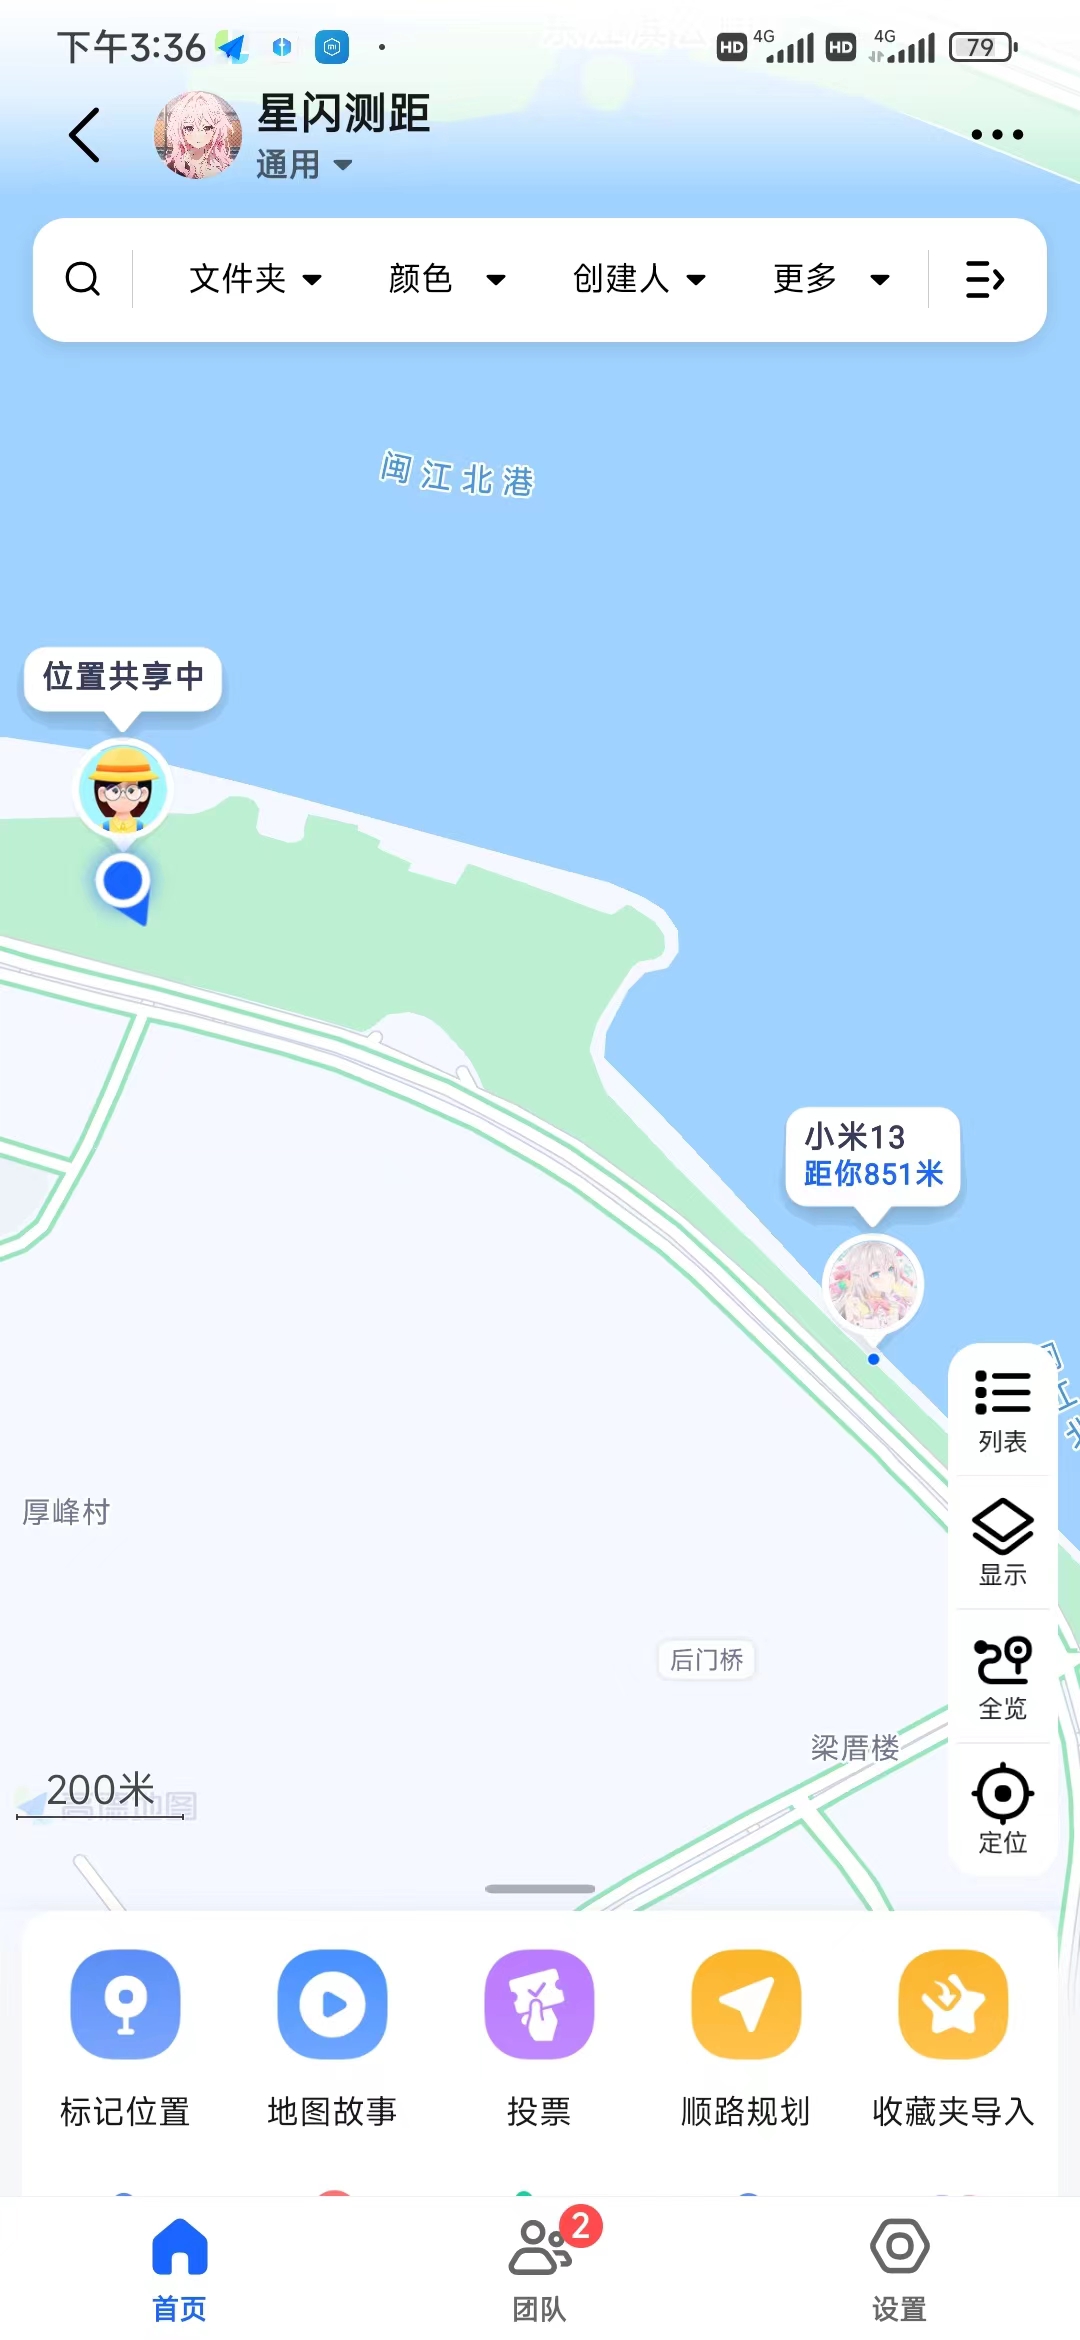 下午3:36
HD 4G HD 4G 79
星闪测距
通用
文件夹 颜色 创建人 更多
闽江北港
位置共享中
小米13
距你851米
列表
厚峰村
显示
后门桥
全览
梁厝楼
200米
高德地图
定位
标记位置 地图故事 投票 顺路规划 收藏夹导入
2
首页 团队 设置